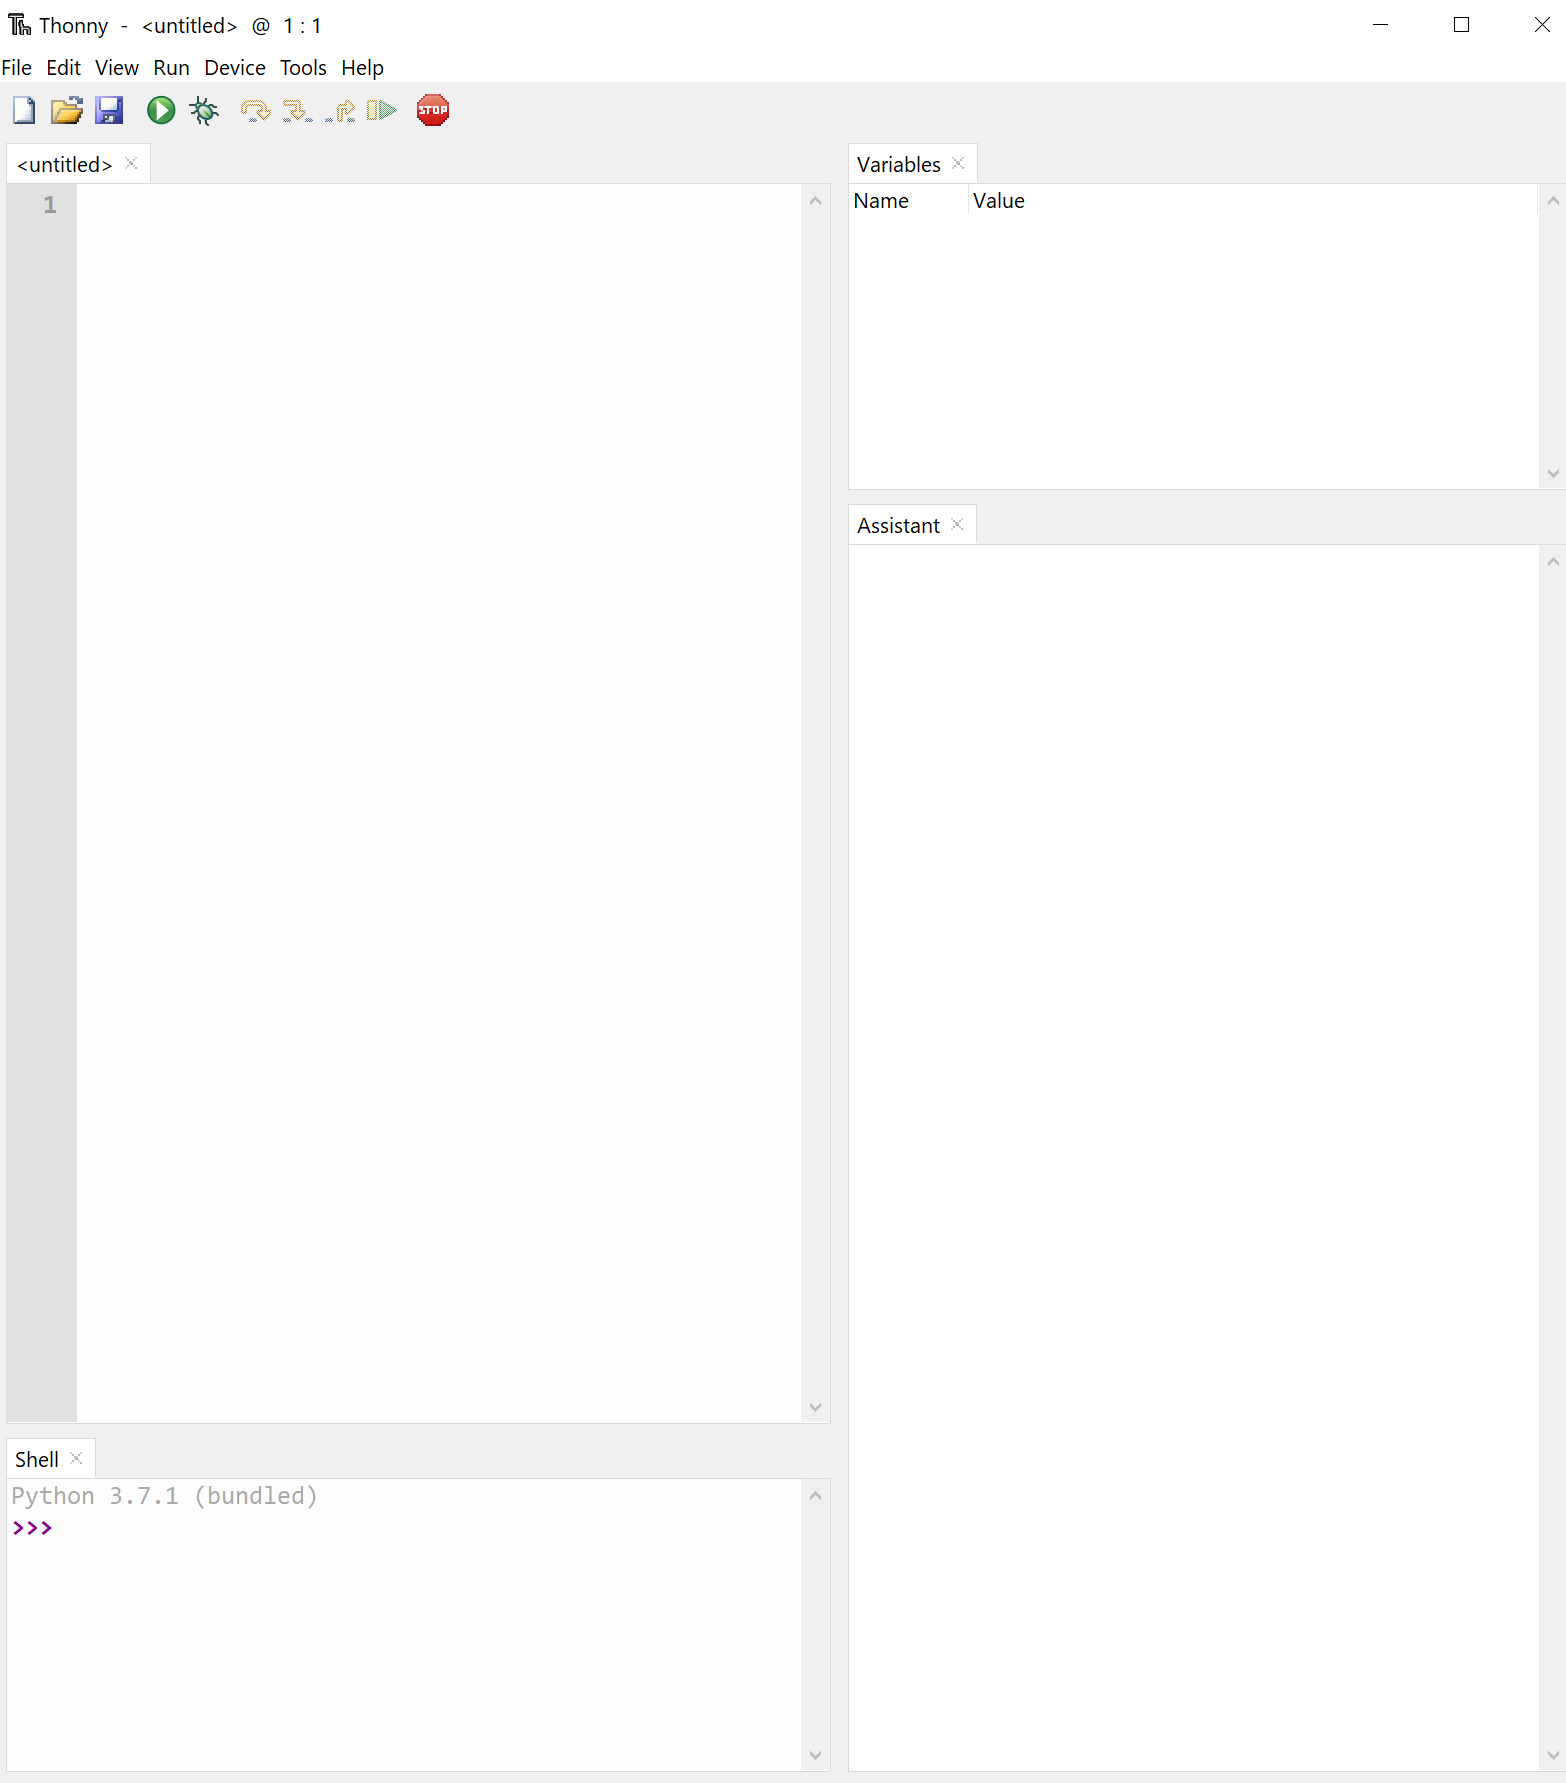 Thonny - <untitled> @ 1 : 1
File Edit View Run Device Tools Help
STOP
<untitled>
1
Variables
Name Value
Assistant
Shell
Python 3.7.1 (bundled)
>>>